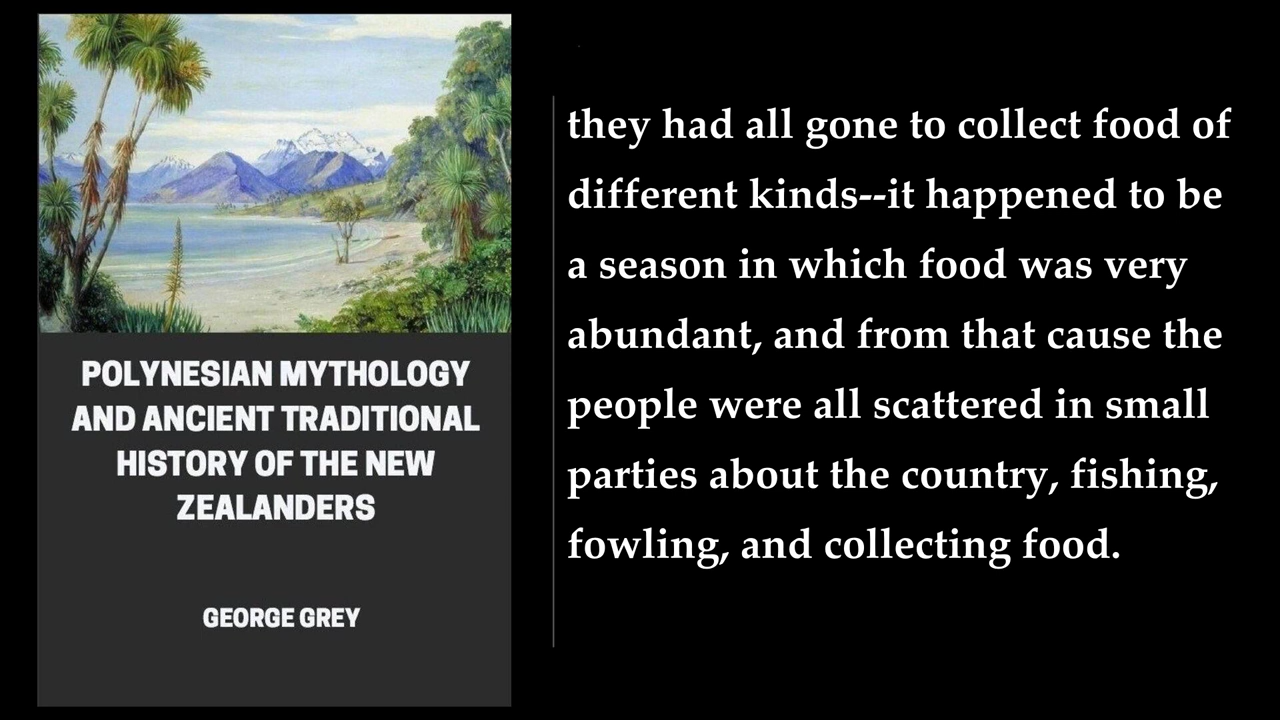 POLYNESIAN MYTHOLOGY
AND ANCIENT TRADITIONAL
HISTORY OF THE NEW
ZEALANDERS
GEORGE GREY
they had all gone to collect food of
different kinds--it happened to be
a season in which food was very
abundant, and from that cause the
people were all scattered in small
parties about the country, fishing,
fowling, and collecting food.